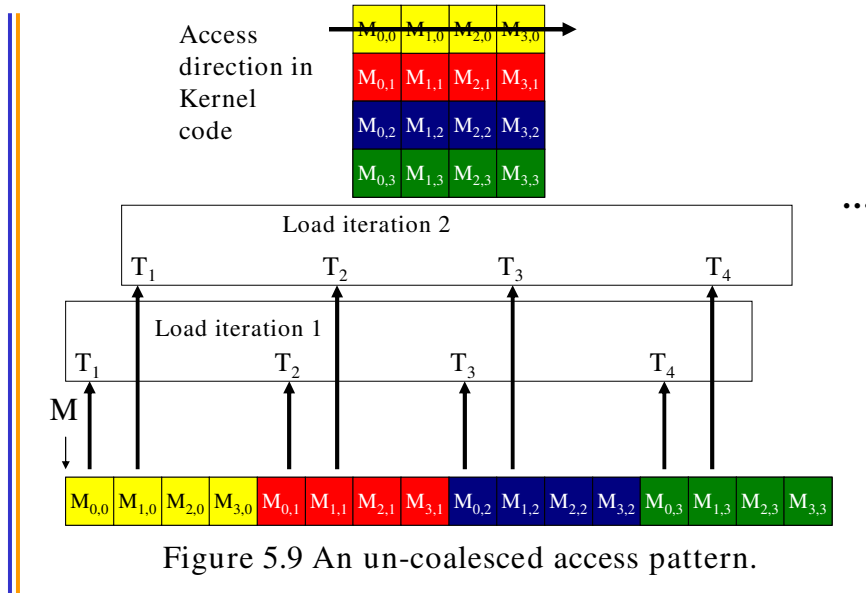 Access
direction in
Kernel
code
M0,0 M1,0 M2,0 M3,0
M0,1 M1,1 M2,1 M3,1
M0,2 M1,2 M2,2 M3,2
M0,3 M1,3 M2,3 M3,3
...
Load iteration 2
T1 T2 T3 T4
Load iteration 1
T1 T2 T3 T4
M
M0,0 M1,0 M2,0 M3,0 M0,1 M1,1 M2,1 M3,1 M0,2 M1,2 M2,2 M3,2 M0,3 M1,3 M2,3 M3,3
Figure 5.9 An un-coalesced access pattern.